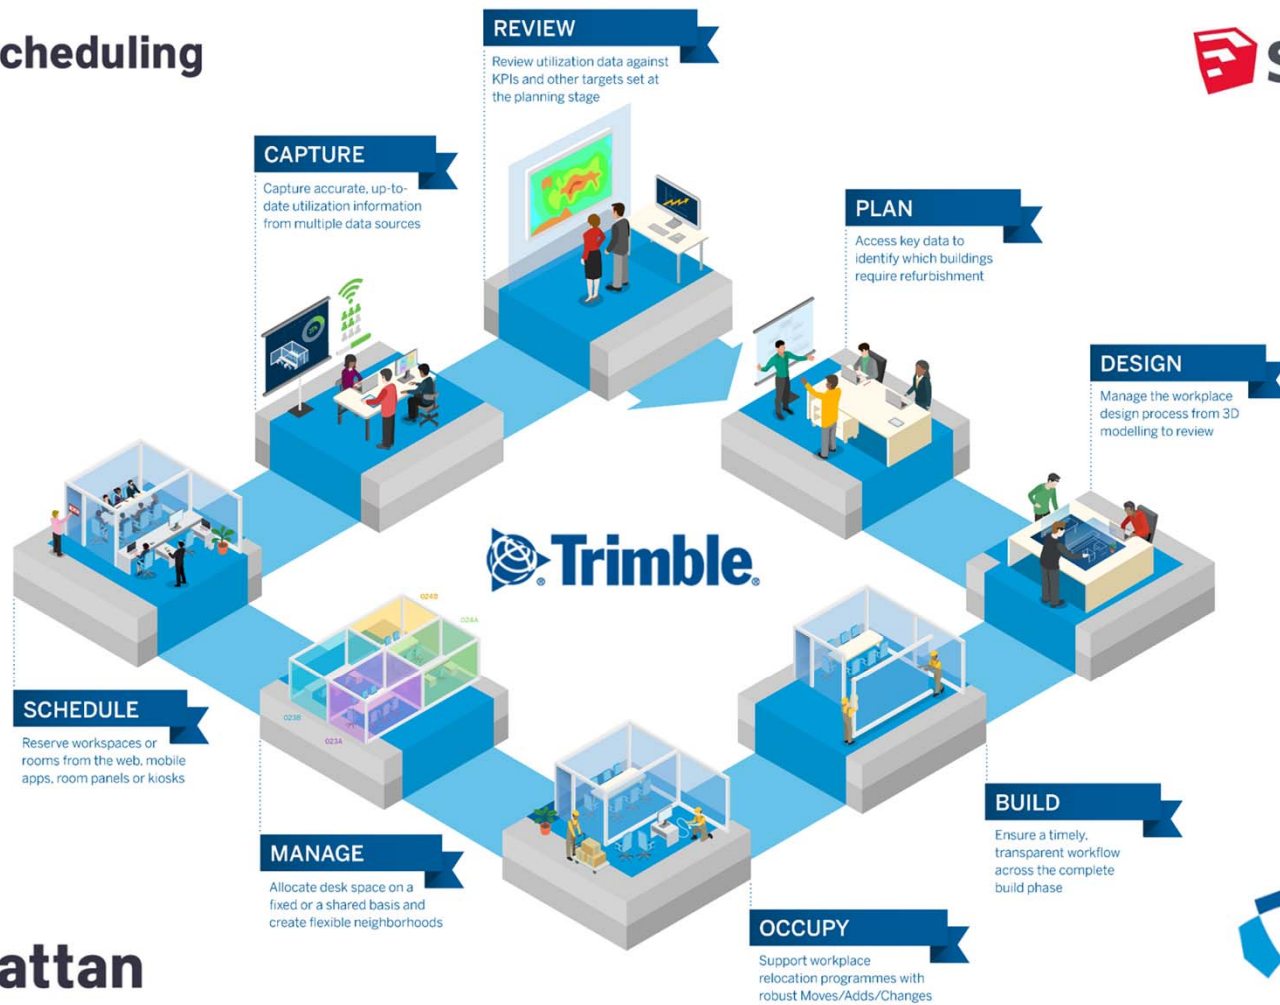 cheduling
REVIEW
Review utilization data against
KPIs and other targets set at
the planning stage
S
CAPTURE
Capture accurate, up-to-
date utilization information
from multiple data sources
PLAN
Access key data to
identify which buildings
require refurbishment
DESIGN
Manage the workplace
design process from 3D
modelling to review
Trimble
024B
024A
023B
023A
SCHEDULE
Reserve workspaces or
rooms from the web, mobile
apps, room panels or kiosks
MANAGE
Allocate desk space on a
fixed or a shared basis and
create flexible neighborhoods
BUILD
Ensure a timely,
transparent workflow
across the complete
build phase
OCCUPY
Support workplace
relocation programmes with
robust Moves/Adds/Changes
attan